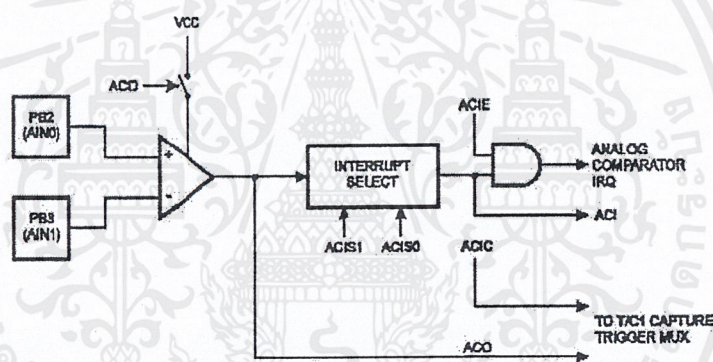 VCC
ACD
PB2
(AIN0)
PB3
(AIN1)
+
-
INTERRUPT
SELECT
ACIS1
ACIS0
ACIE
ANALOG
COMPARATOR
IRQ
ACI
ACIC
TO T/C1 CAPTURE
TRIGGER MUX
ACO